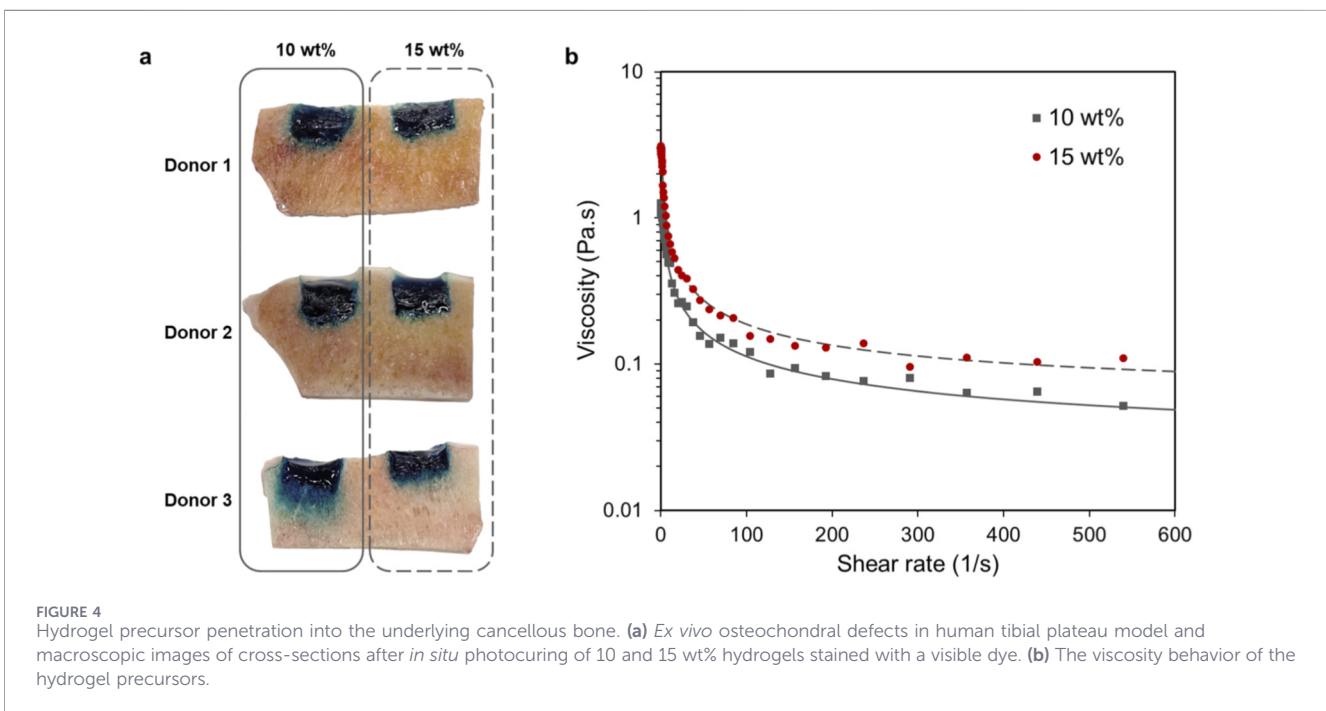 a
10 wt%
15 wt%
Donor 1
Donor 2
Donor 3
b
10
1
0.1
0.01
Viscosity (Pa.s)
10 wt%
15 wt%
0
100
200
300
400
500
600
Shear rate (1/s)
FIGURE 4
Hydrogel precursor penetration into the underlying cancellous bone. (a) Ex vivo osteochondral defects in human tibial plateau model and
macroscopic images of cross-sections after in situ photocuring of 10 and 15 wt% hydrogels stained with a visible dye. (b) The viscosity behavior of the
hydrogel precursors.